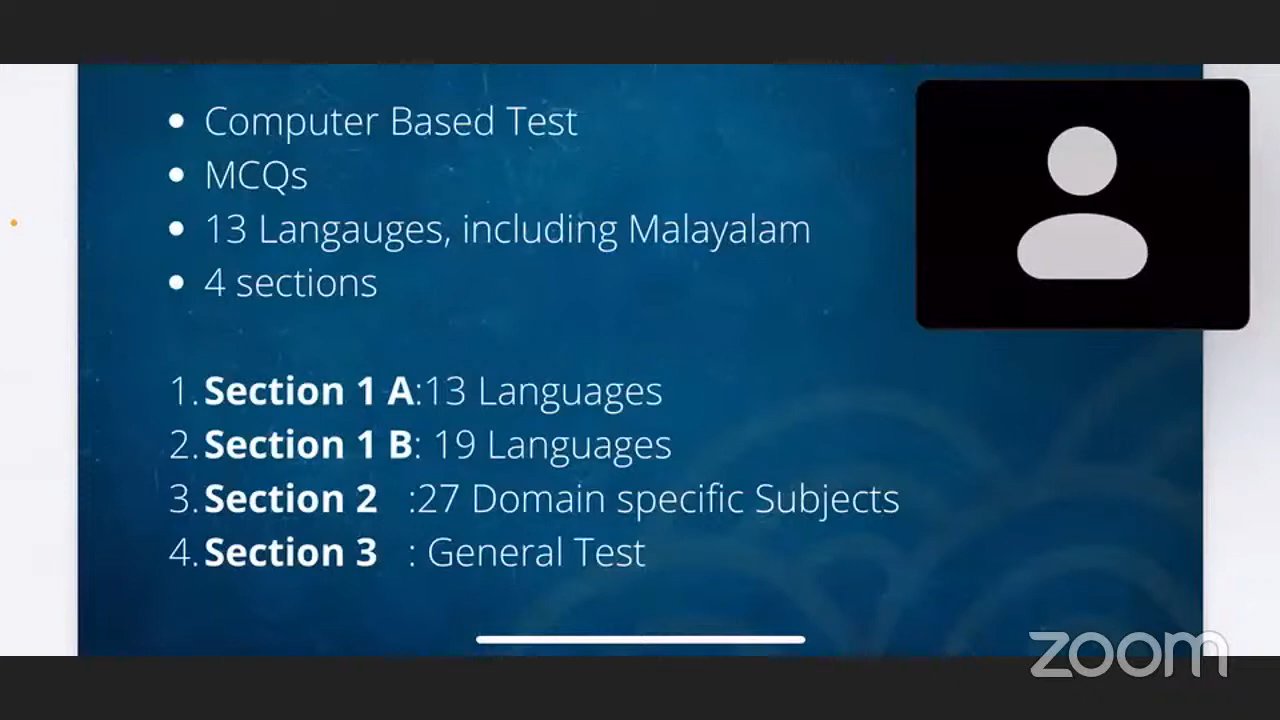 Computer Based Test
MCQs
13 Langauges, including Malayalam
4 sections
1. Section 1 A:13 Languages
2. Section 1 B: 19 Languages
3. Section 2 :27 Domain specific Subjects
4. Section 3 : General Test
zoom